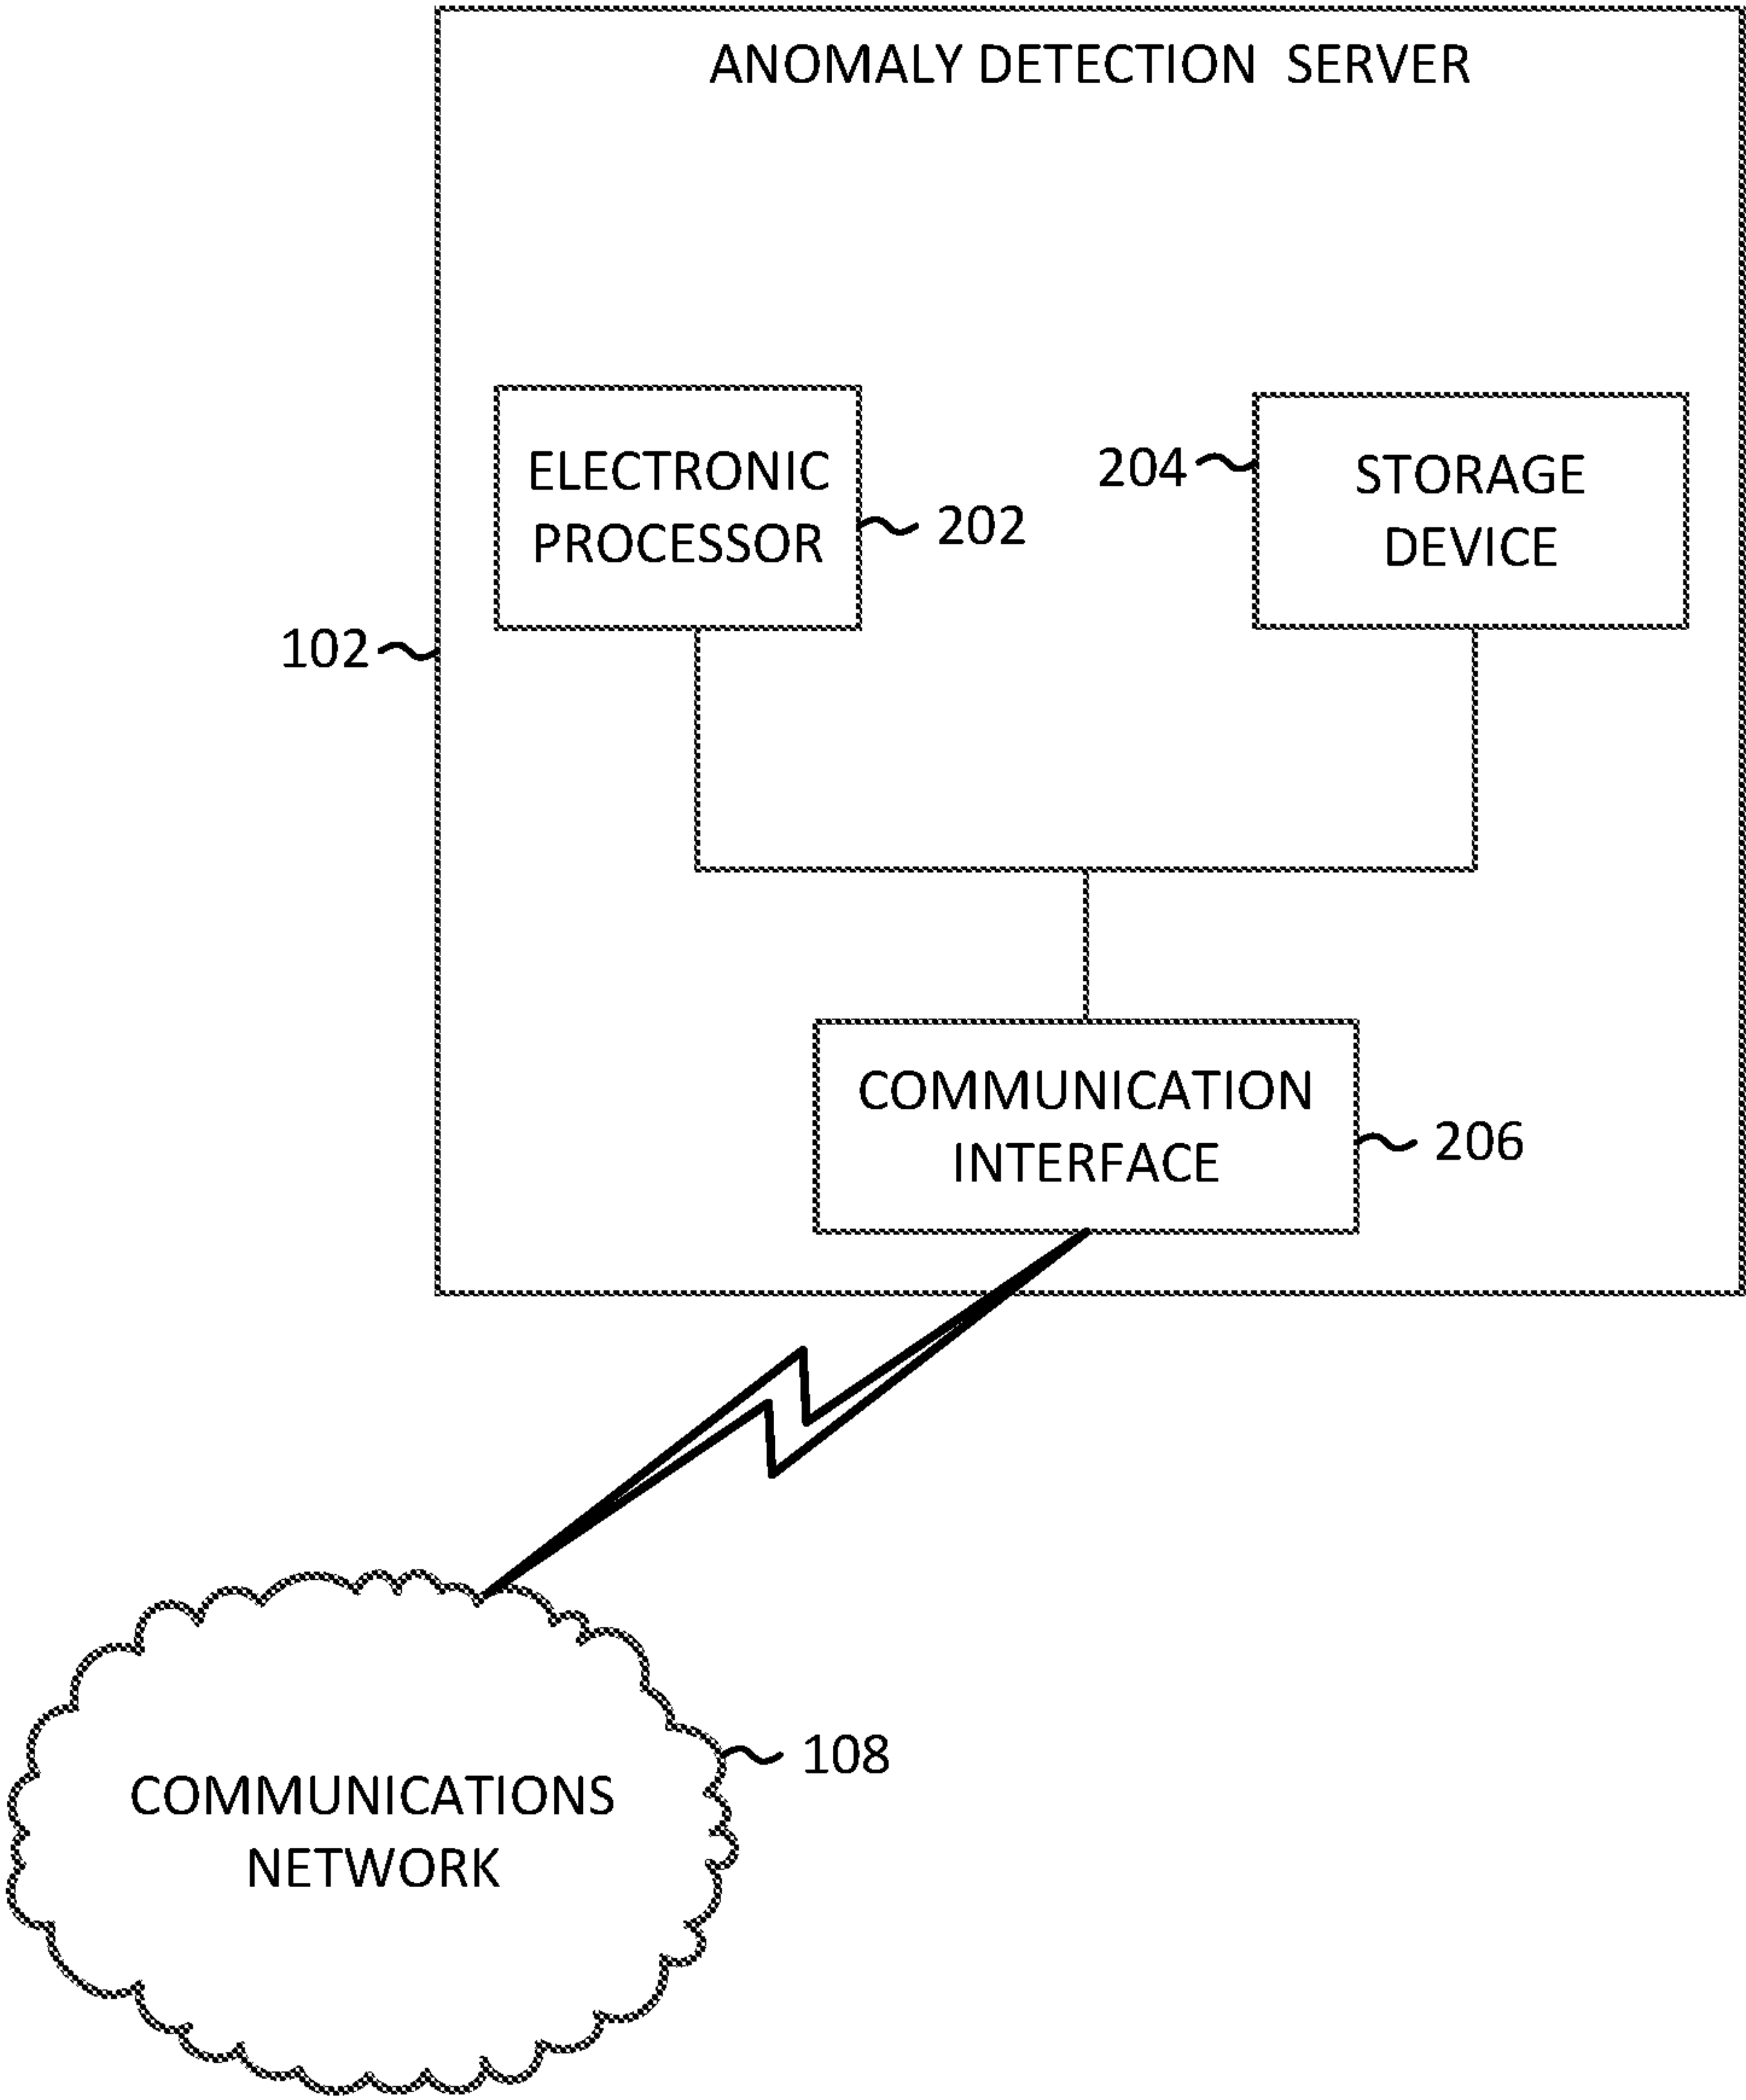 ANOMALY DETECTION SERVER
ELECTRONIC
PROCESSOR
202
204
STORAGE
DEVICE
102
COMMUNICATION
INTERFACE
206
108
COMMUNICATIONS
NETWORK